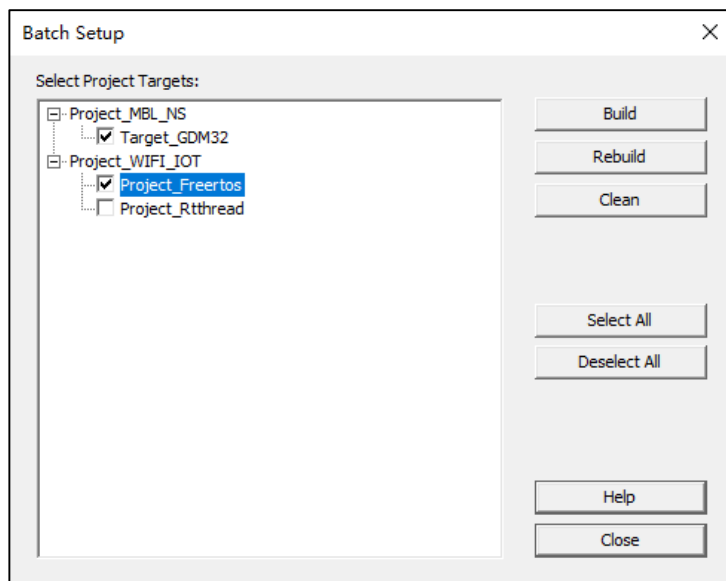 Batch Setup
Select Project Targets:
Project_MBL_NS
Target_GDM32
Project_WIFI_IOT
Project_Freertos
Project_Rtthread
Build
Rebuild
Clean
Select All
Deselect All
Help
Close